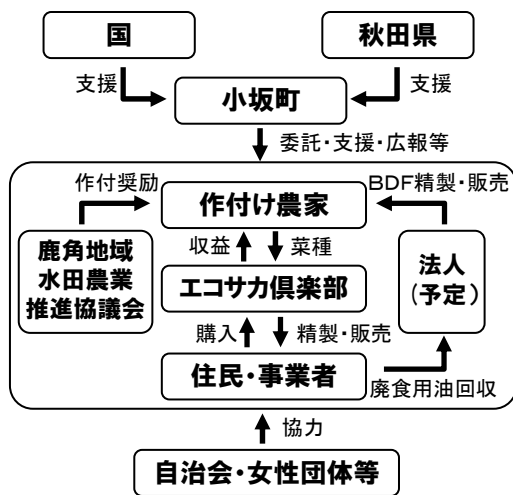 国
秋田県
支援
支援
小坂町
委託・支援・広報等
作付奨励
BDF精製・販売
作付け農家
鹿角地域
水田農業
推進協議会
収益
菜種
法人
(予定)
エコサカ倶楽部
購入
精製・販売
住民・事業者
廃食用油回収
協力
自治会・女性団体等